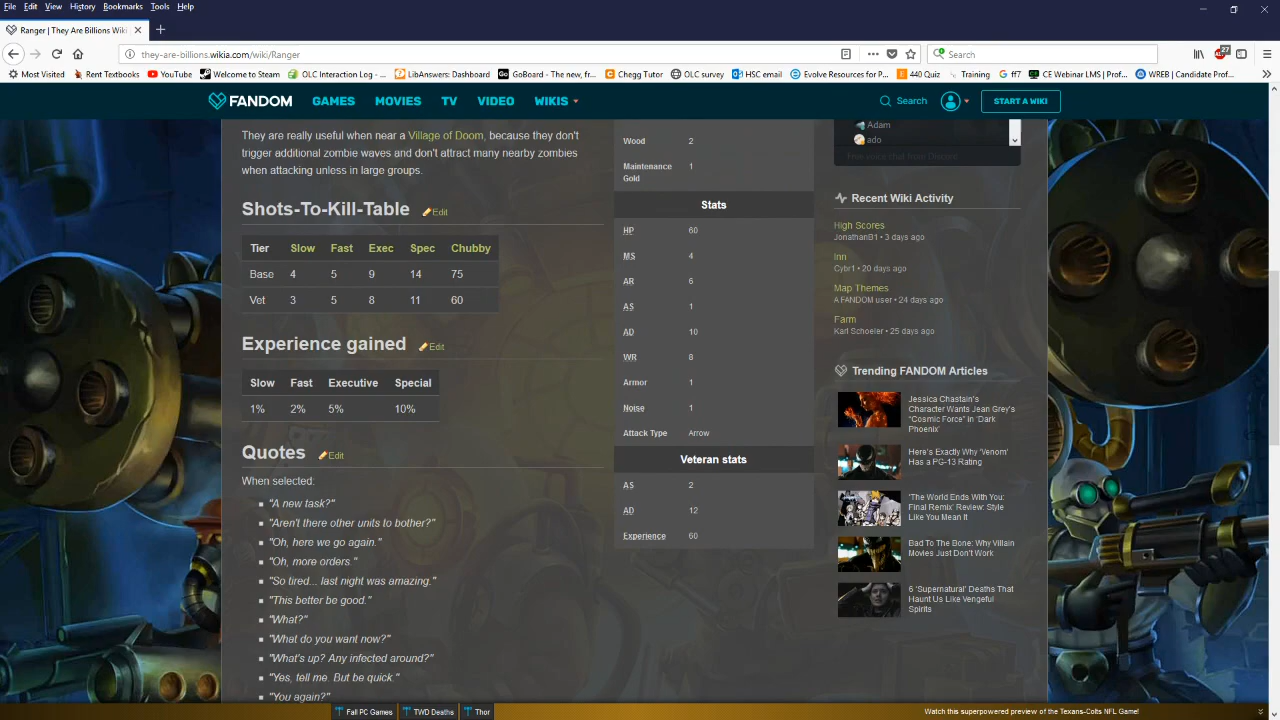 File Edit View History Bookmarks Tools Help
Ranger | They Are Billions Wiki
they-are-billions.wikia.com/wiki/Ranger
Search
27
Most Visited Rent Textbooks YouTube Welcome to Steam OLC Interaction Log -... LibAnswers: Dashboard GoBoard - The new, fr... Chegg Tutor OLC survey HSC email Evolve Resources for P... 440 Quiz Training ff7 CE Webinar LMS | Prof... WREB | Candidate Prof...
FANDOM GAMES MOVIES TV VIDEO WIKIS Search START A WIKI
They are really useful when near a Village of Doom, because they don't
trigger additional zombie waves and don't attract many nearby zombies
when attacking unless in large groups.
Shots-To-Kill-Table Edit
Tier Slow Fast Exec Spec Chubby
Base 4 5 9 14 75
Vet 3 5 8 11 60
Experience gained Edit
Slow Fast Executive Special
1% 2% 5% 10%
Quotes Edit
When selected:
"A new task?"
"Aren't there other units to bother?"
"Oh, here we go again."
"Oh, more orders."
"So tired... last night was amazing."
"This better be good."
"What?"
"What do you want now?"
"What's up? Any infected around?"
"Yes, tell me. But be quick."
"You again?"
Wood 2
Maintenance
Gold 1
Stats
HP 60
MS 4
AR 6
AS 1
AD 10
WR 8
Armor 1
Noise 1
Attack Type Arrow
Veteran stats
AS 2
AD 12
Experience 60
Adam
ado
Free voice chat from Discord
Recent Wiki Activity
High Scores
JonathanB1 • 3 days ago
Inn
Cybr1 • 20 days ago
Map Themes
A FANDOM user • 24 days ago
Farm
Karl Schoeler • 25 days ago
Trending FANDOM Articles
Jessica Chastain's
Character Wants Jean Grey's
"Cosmic Force" in 'Dark
Phoenix'
Here's Exactly Why 'Venom'
Has a PG-13 Rating
'The World Ends With You:
Final Remix' Review: Style
Like You Mean It
Bad To The Bone: Why Villain
Movies Just Don't Work
6 'Supernatural' Deaths That
Haunt Us Like Vengeful
Spirits
Fall PC Games TWD Deaths Thor
Watch this superpowered preview of the Texans-Colts NFL Game!